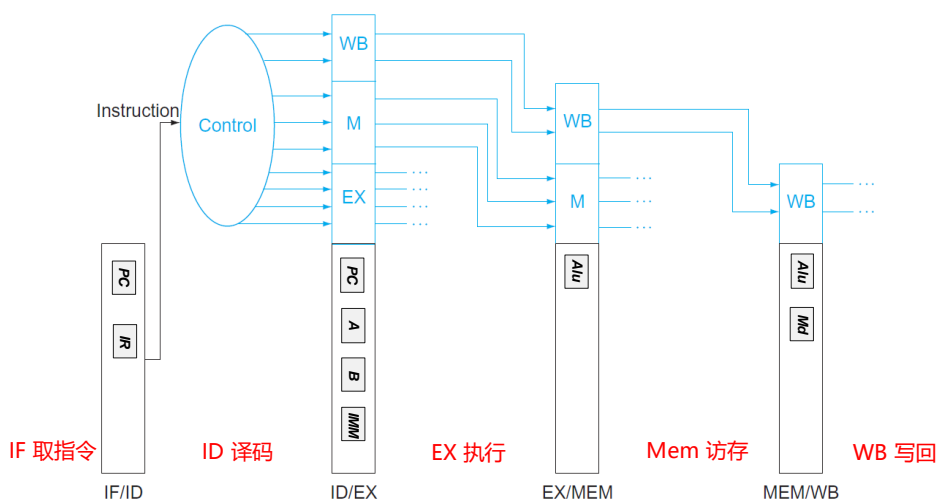 WB
Instruction
Control
M
WB
EX
...
...
...
...
M
...
...
...
WB
...
...
PC
IR
PC
A
B
IMM
Alu
Alu
Md
IF 取指令
ID 译码
EX 执行
Mem 访存
WB 写回
IF/ID
ID/EX
EX/MEM
MEM/WB